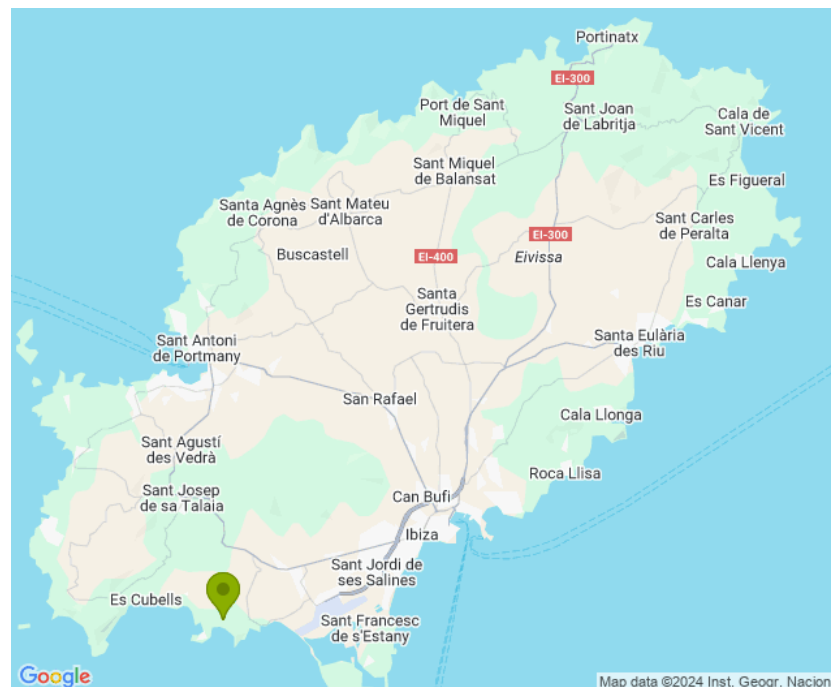 Portinatx
EI-300
Port de Sant
Miquel
Sant Joan
de Labritja
Cala de
Sant Vicent
Sant Miquel
de Balansat
Es Figueral
Santa Agnès
de Corona
Sant Mateu
d'Albarca
Sant Carles
de Peralta
EI-300
Buscastell
EI-400
Eivissa
Cala Llenya
Santa
Gertrudis
de Fruitera
Es Canar
Sant Antoni
de Portmany
Santa Eulària
des Riu
San Rafael
Cala Llonga
Sant Agustí
des Vedrà
Roca Llisa
Sant Josep
de sa Talaia
Can Bufi
Ibiza
Sant Jordi de
ses Salines
Es Cubells
Sant Francesc
de s'Estany
Google
Map data ©2024 Inst. Geogr. Nacion